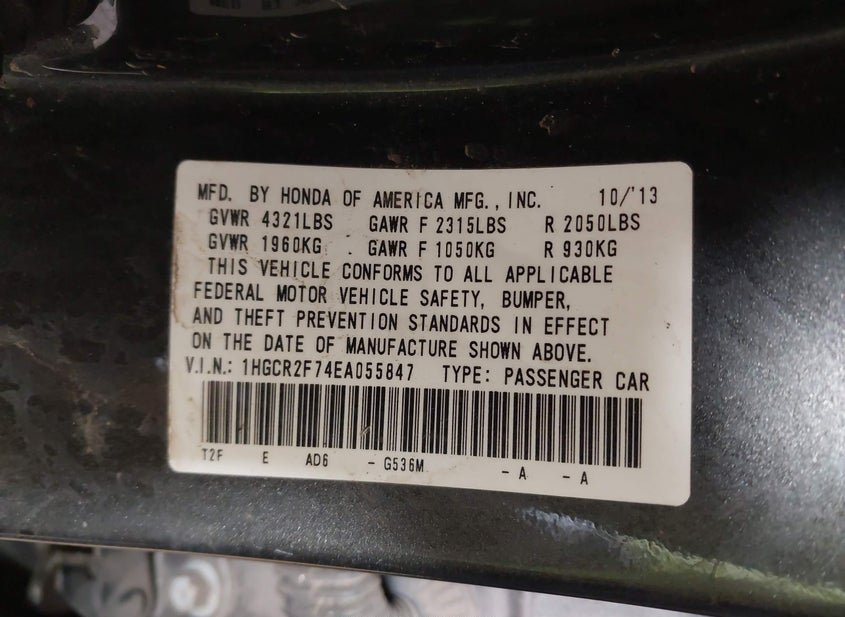 MFD. BY HONDA OF AMERICA MFG., INC. 10/'13
GVWR 4321LBS GAWR F 2315LBS R 2050LBS
GVWR 1960KG GAWR F 1050KG R 930KG
THIS VEHICLE CONFORMS TO ALL APPLICABLE
FEDERAL MOTOR VEHICLE SAFETY, BUMPER,
AND THEFT PREVENTION STANDARDS IN EFFECT
ON THE DATE OF MANUFACTURE SHOWN ABOVE.
V.I.N.: 1HGCR2F74EA055847 TYPE: PASSENGER CAR
T2F E AD6 - G536M - A - A